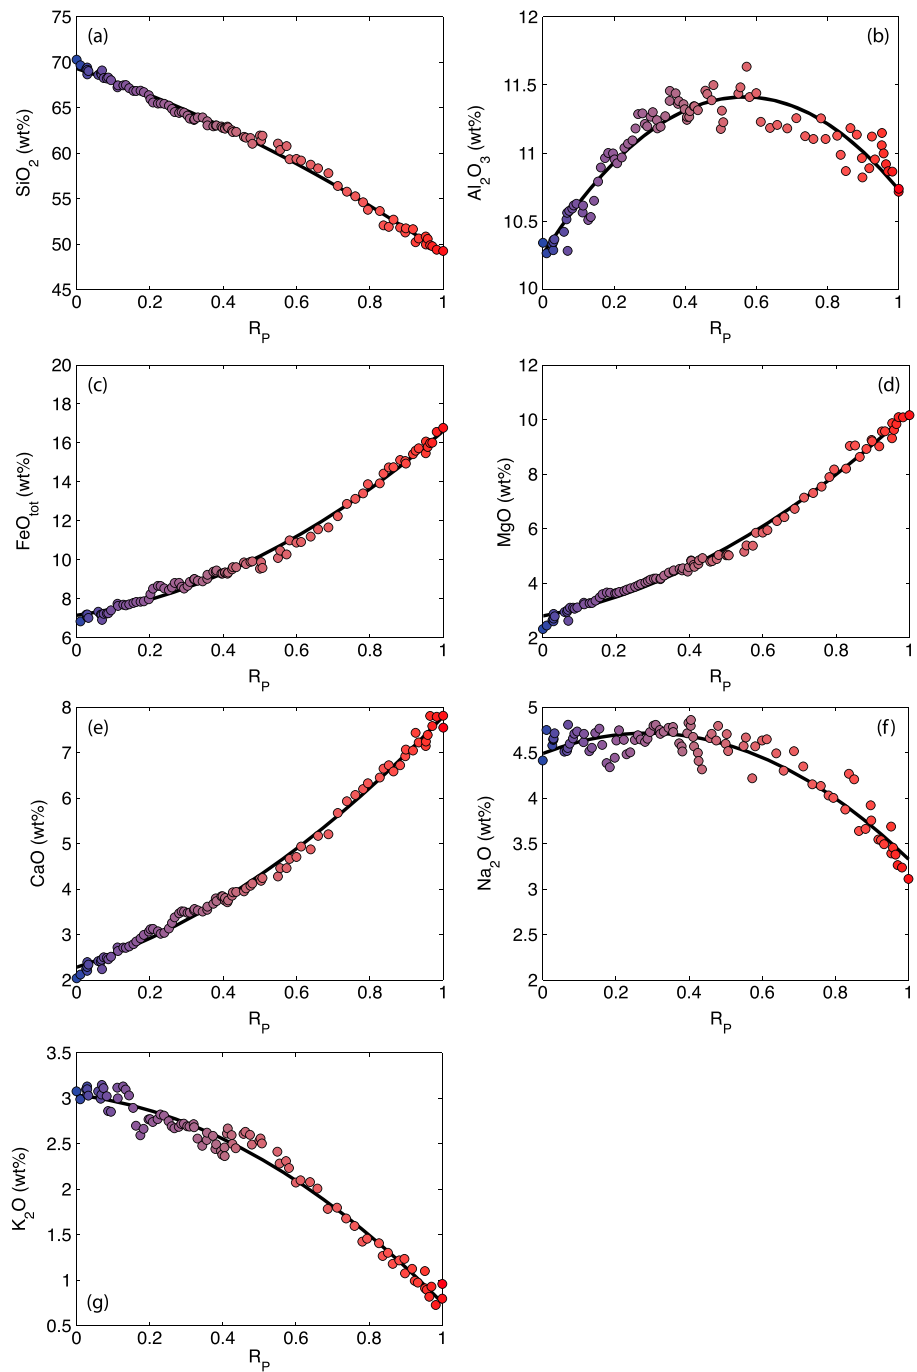 (a)
SiO2 (wt%)
75
70
65
60
55
50
45
0 0.2 0.4 0.6 0.8 1
RP
(b)
Al2O3 (wt%)
12
11.5
11
10.5
10
0 0.2 0.4 0.6 0.8 1
RP
(c)
FeOtot (wt%)
20
18
16
14
12
10
8
6
0 0.2 0.4 0.6 0.8 1
RP
(d)
MgO (wt%)
12
10
8
6
4
2
0 0.2 0.4 0.6 0.8 1
RP
(e)
CaO (wt%)
8
7
6
5
4
3
2
0 0.2 0.4 0.6 0.8 1
RP
(f)
Na2O (wt%)
5
4.5
4
3.5
3
2.5
2
0 0.2 0.4 0.6 0.8 1
RP
(g)
K2O (wt%)
3.5
3
2.5
2
1.5
1
0.5
0 0.2 0.4 0.6 0.8 1
RP